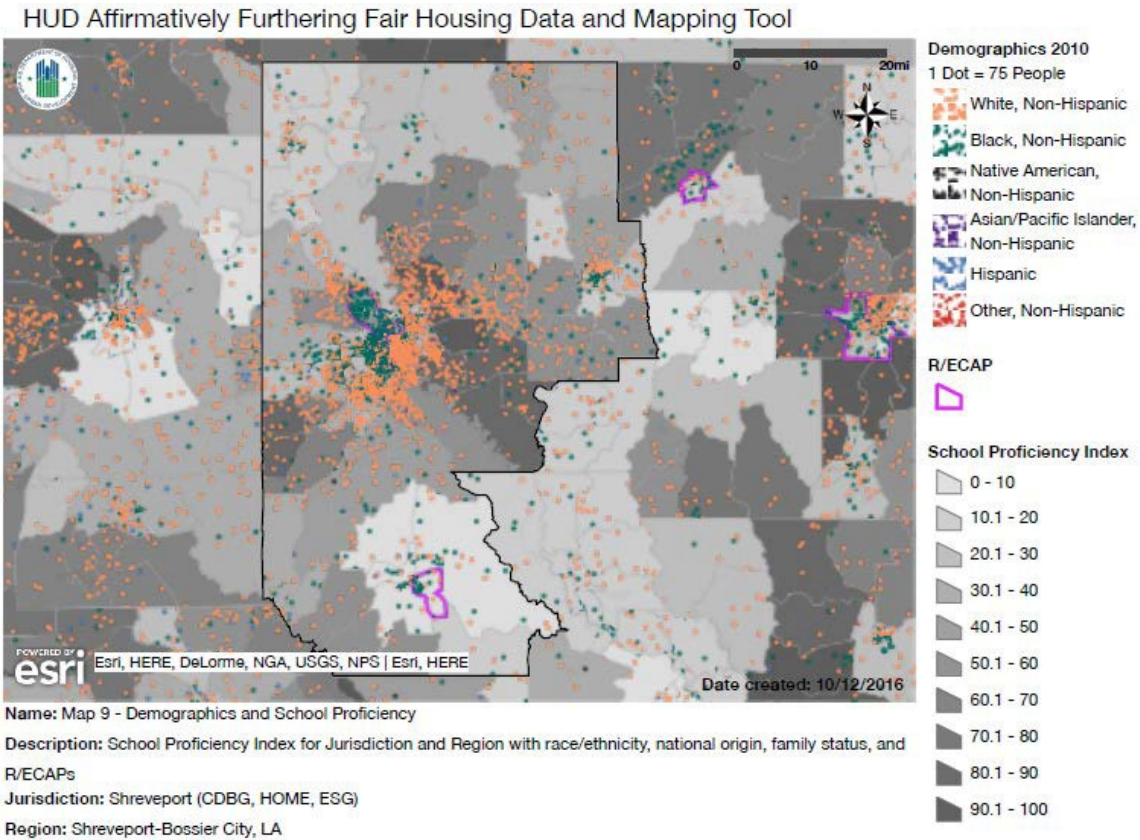 HUD Affirmatively Furthering Fair Housing Data and Mapping Tool
0 10 20mi
N
W E
S
Demographics 2010
1 Dot = 75 People
White, Non-Hispanic
Black, Non-Hispanic
Native American,
Non-Hispanic
Asian/Pacific Islander,
Non-Hispanic
Hispanic
Other, Non-Hispanic
R/ECAP
School Proficiency Index
0 - 10
10.1 - 20
20.1 - 30
30.1 - 40
40.1 - 50
50.1 - 60
60.1 - 70
70.1 - 80
80.1 - 90
90.1 - 100
POWERED BY
esri
Esri, HERE, DeLorme, NGA, USGS, NPS | Esri, HERE
Date created: 10/12/2016
Name: Map 9 - Demographics and School Proficiency
Description: School Proficiency Index for Jurisdiction and Region with race/ethnicity, national origin, family status, and
R/ECAPs
Jurisdiction: Shreveport (CDBG, HOME, ESG)
Region: Shreveport-Bossier City, LA